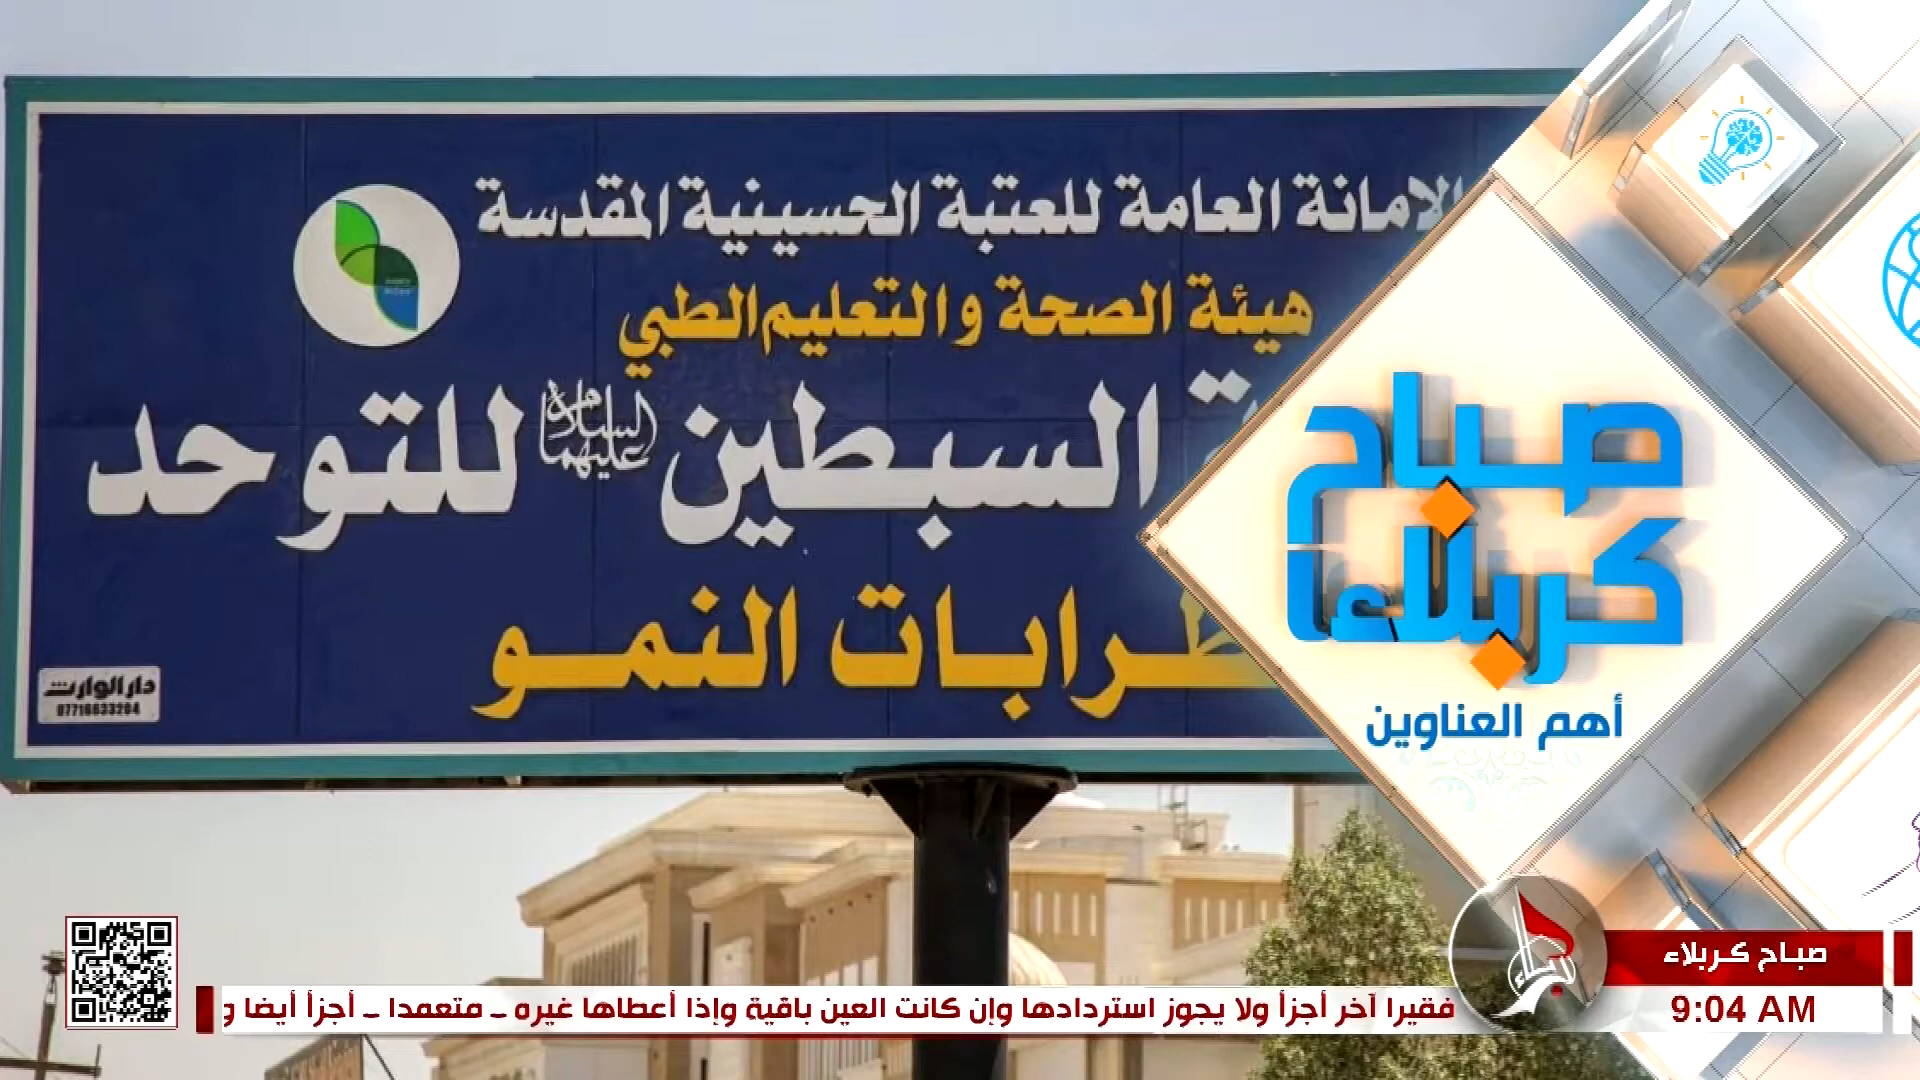 الامانة العامة للعتبة الحسينية المقدسة
هيئة الصحة والتعليم الطبي
السبطين عليهما السلام للتوحد
طرابات النمو
دار الوارث
07716633204
صباح
كربلاء
أهم العناوين
صباح كربلاء
9:04 AM
فقيرا آخر أجزأ ولا يجوز استردادها وإن كانت العين باقية وإذا أعطاها غيره - متعمدا - أجزأ أيضا و